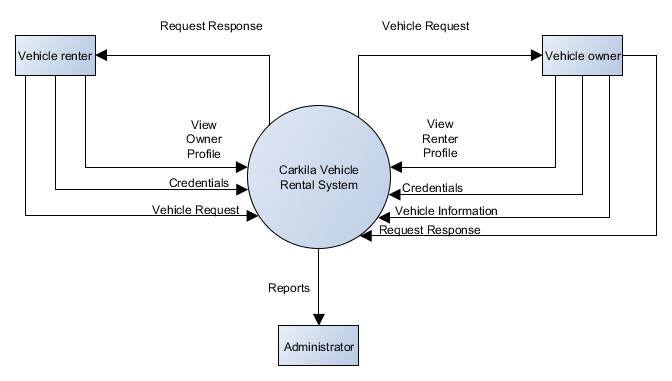 Request Response
Vehicle Request
Vehicle renter
Vehicle owner
View
Owner
Profile
View
Renter
Profile
Carkila Vehicle
Rental System
Credentials
Credentials
Vehicle Request
Vehicle Information
Request Response
Reports
Administrator